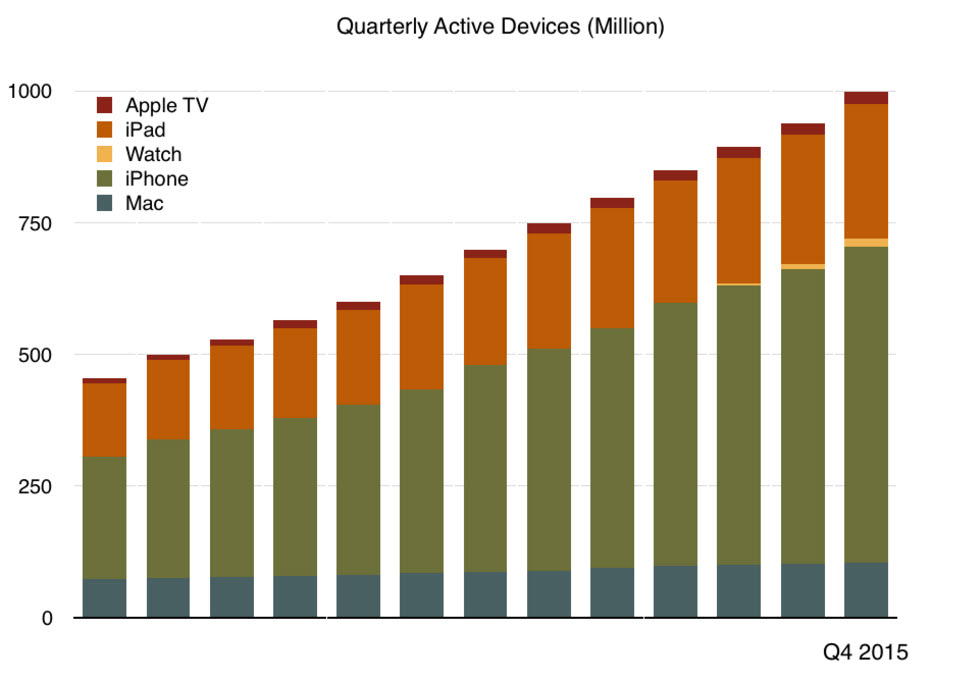 Quarterly Active Devices (Million)
1000
Apple TV
iPad
Watch
iPhone
Mac
750
500
250
0
Q4 2015